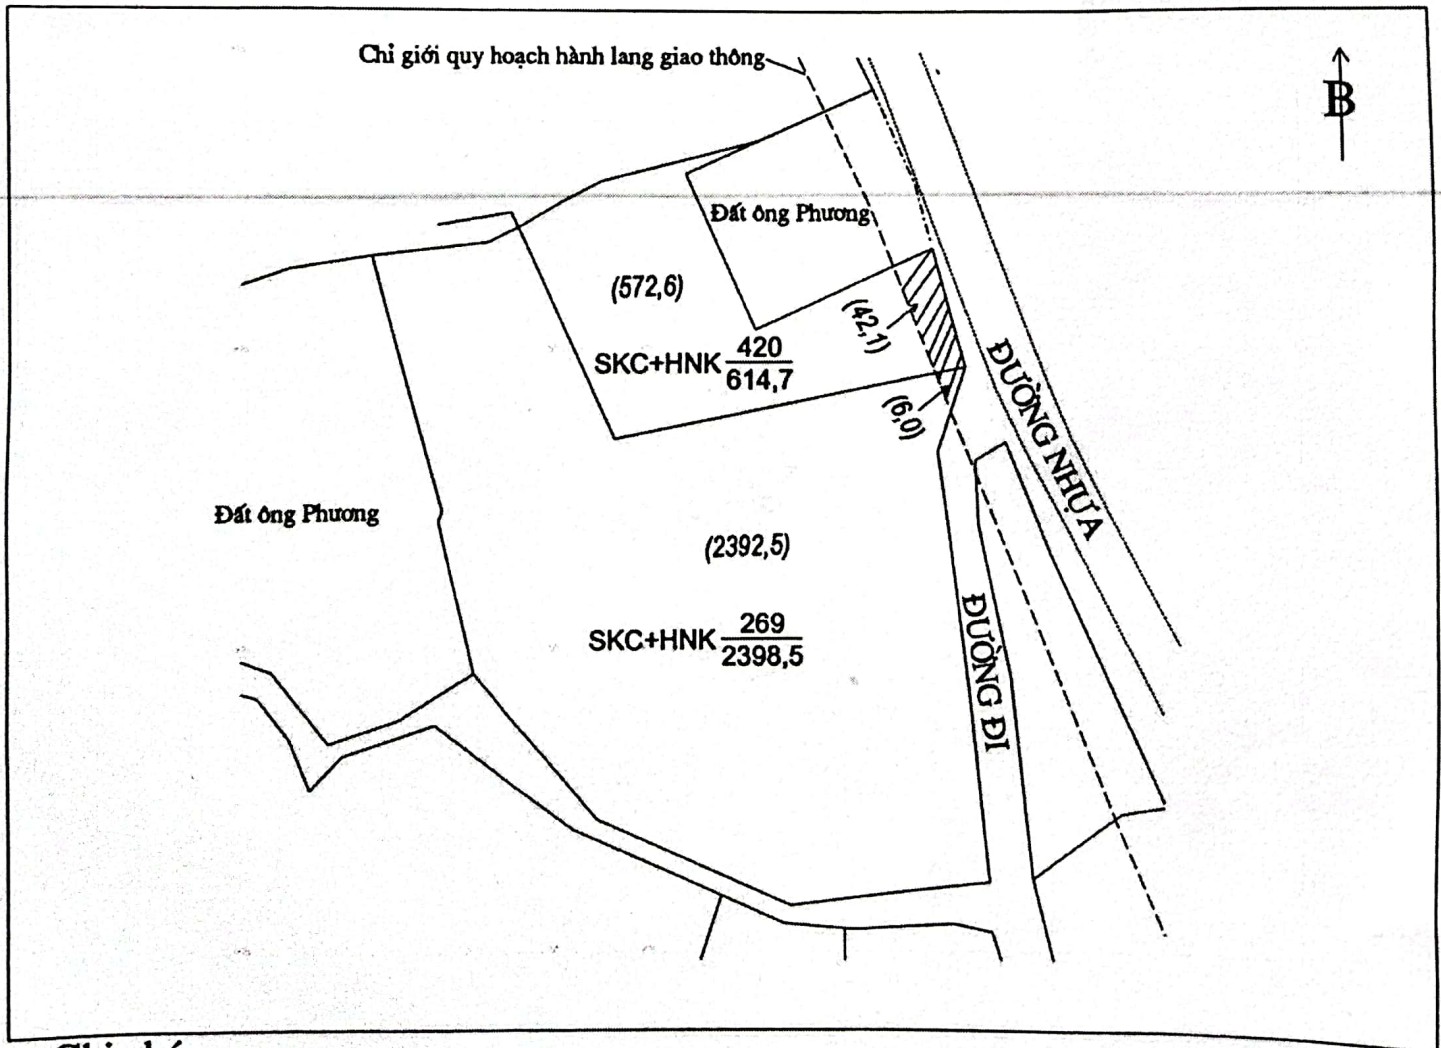 Chỉ giới quy hoạch hành lang giao thông
B
Đất ông Phương
(572,6)
(42,1)
SKC+HNK 420
614,7
(6,0)
ĐƯỜNG NHỰA
Đất ông Phương
(2392,5)
SKC+HNK 269
2398,5
ĐƯỜNG ĐI